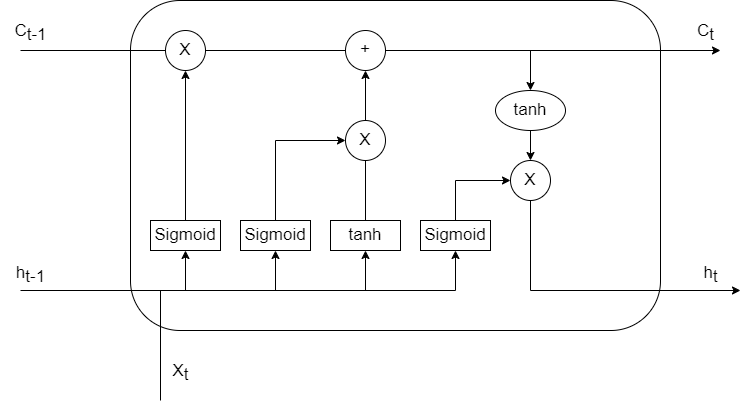 Ct-1
X
+
Ct
tanh
X
X
Sigmoid
Sigmoid
tanh
Sigmoid
ht-1
ht
Xt